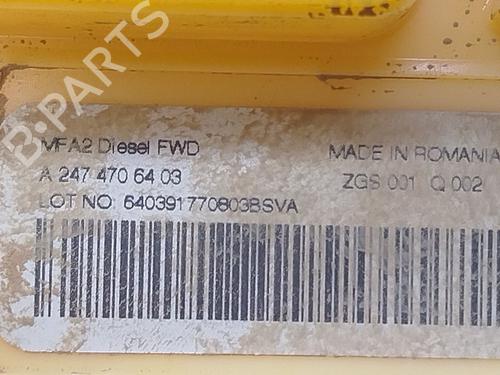 MFA2 Diesel FWD
MADE IN ROMANIA
A 247 470 64 03
ZGS 001 Q 002
LOT NO: 640391770803BSVA
B-PARTS